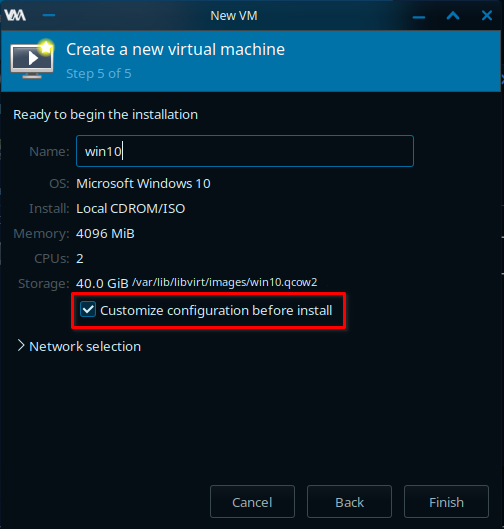 New VM
Create a new virtual machine
Step 5 of 5
Ready to begin the installation
Name: win10
OS: Microsoft Windows 10
Install: Local CDROM/ISO
Memory: 4096 MiB
CPUs: 2
Storage: 40.0 GiB /var/lib/libvirt/images/win10.qcow2
Customize configuration before install
Network selection
Cancel Back Finish